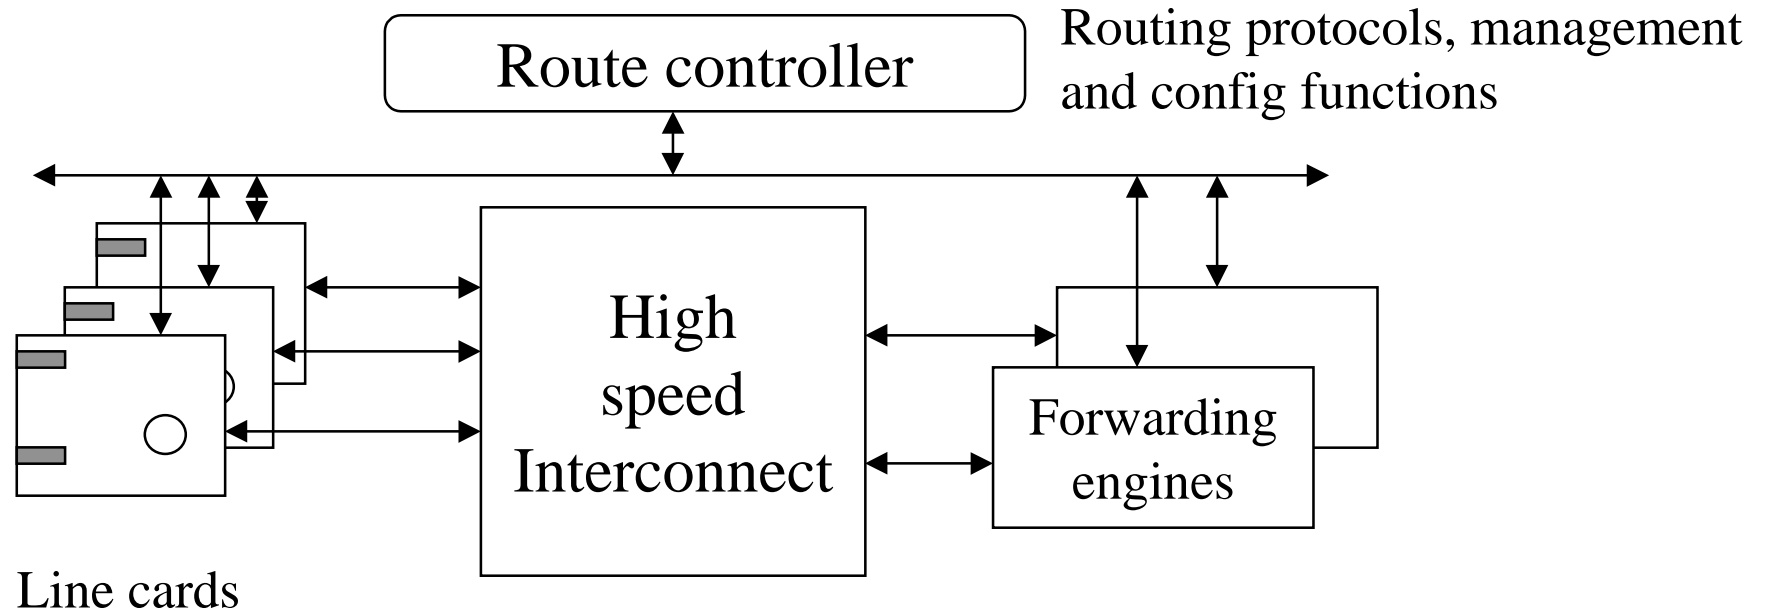 Route controller
Routing protocols, management
and config functions
High
speed
Interconnect
Forwarding
engines
Line cards